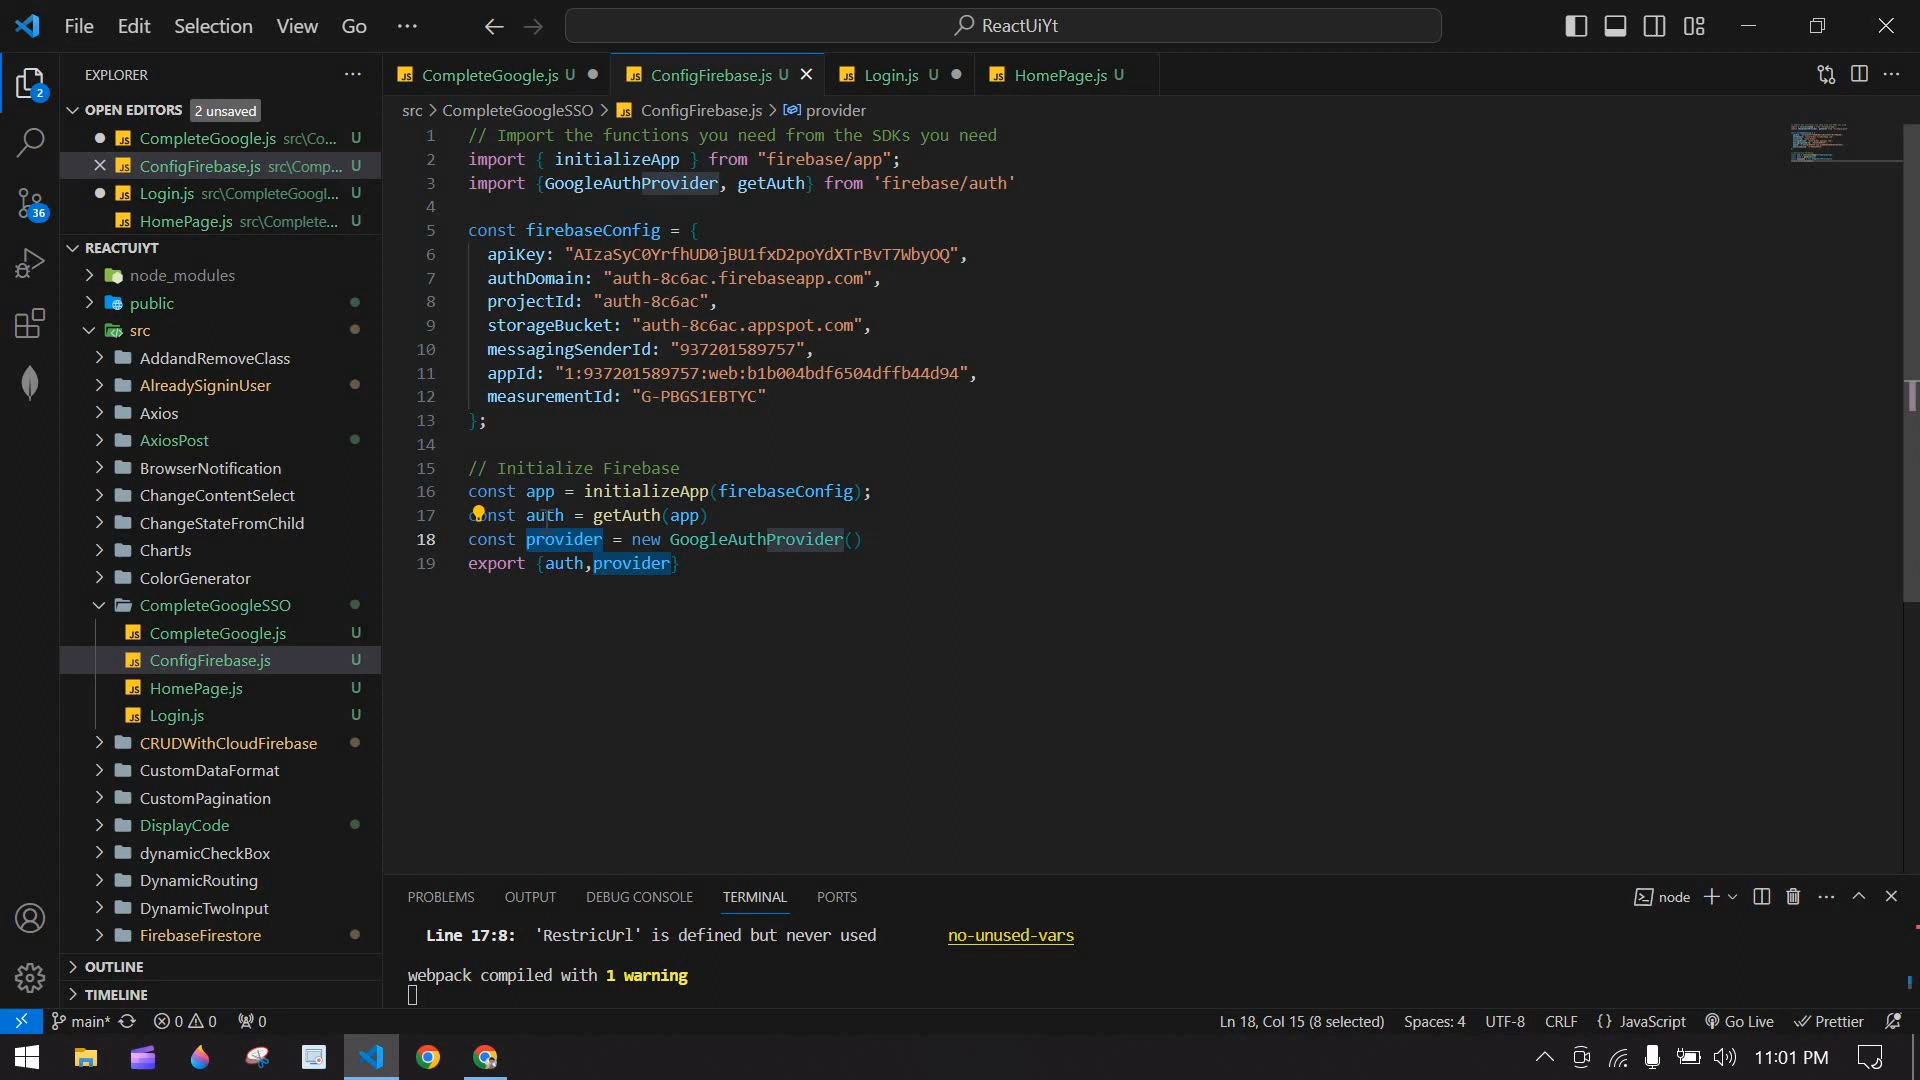 File Edit Selection View Go ··· ReactUiYt
EXPLORER ···
OPEN EDITORS 2 unsaved
CompleteGoogle.js src\Co... U
ConfigFirebase.js src\Comp... U
Login.js src\CompleteGoogl... U
HomePage.js src\Complete... U
REACTUIYT
node_modules
public
src
AddandRemoveClass
AlreadySigninUser
Axios
AxiosPost
BrowserNotification
ChangeContentSelect
ChangeStateFromChild
ChartJs
ColorGenerator
CompleteGoogleSSO
CompleteGoogle.js U
ConfigFirebase.js U
HomePage.js U
Login.js U
CRUDWithCloudFirebase
CustomDataFormat
CustomPagination
DisplayCode
dynamicCheckBox
DynamicRouting
DynamicTwoInput
FirebaseFirestore
OUTLINE
TIMELINE
2
36
JS CompleteGoogle.js U JS ConfigFirebase.js U JS Login.js U JS HomePage.js U
src > CompleteGoogleSSO > JS ConfigFirebase.js > provider
1 // Import the functions you need from the SDKs you need
2 import { initializeApp } from "firebase/app";
3 import {GoogleAuthProvider, getAuth} from 'firebase/auth'
4
5 const firebaseConfig = {
6 apiKey: "AIzaSyC0YrfhUD0jBU1fxD2poYdXTrBvT7WbyOQ",
7 authDomain: "auth-8c6ac.firebaseapp.com",
8 projectId: "auth-8c6ac",
9 storageBucket: "auth-8c6ac.appspot.com",
10 messagingSenderId: "937201589757",
11 appId: "1:937201589757:web:b1b004bdf6504dffb44d94",
12 measurementId: "G-PBGS1EBTYC"
13 };
14
15 // Initialize Firebase
16 const app = initializeApp(firebaseConfig);
17 const auth = getAuth(app)
18 const provider = new GoogleAuthProvider()
19 export {auth,provider}
PROBLEMS OUTPUT DEBUG CONSOLE TERMINAL PORTS node
Line 17:8: 'RestricUrl' is defined but never used no-unused-vars
webpack compiled with 1 warning
main* 0 0 0 Ln 18, Col 15 (8 selected) Spaces: 4 UTF-8 CRLF {} JavaScript Go Live Prettier
11:01 PM